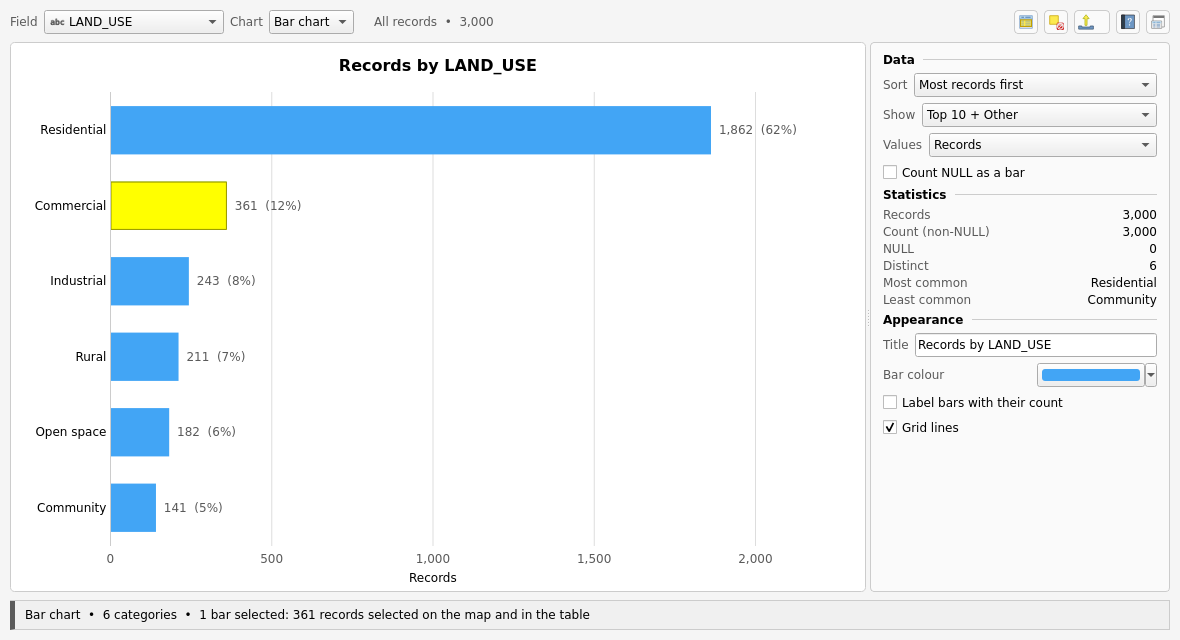 Field abc LAND_USE Chart Bar chart All records • 3,000
Records by LAND_USE
Residential 1,862 (62%)
Commercial 361 (12%)
Industrial 243 (8%)
Rural 211 (7%)
Open space 182 (6%)
Community 141 (5%)
0 500 1,000 1,500 2,000
Records
Data
Sort Most records first
Show Top 10 + Other
Values Records
Count NULL as a bar
Statistics
Records 3,000
Count (non-NULL) 3,000
NULL 0
Distinct 6
Most common Residential
Least common Community
Appearance
Title Records by LAND_USE
Bar colour
Label bars with their count
Grid lines
Bar chart • 6 categories • 1 bar selected: 361 records selected on the map and in the table